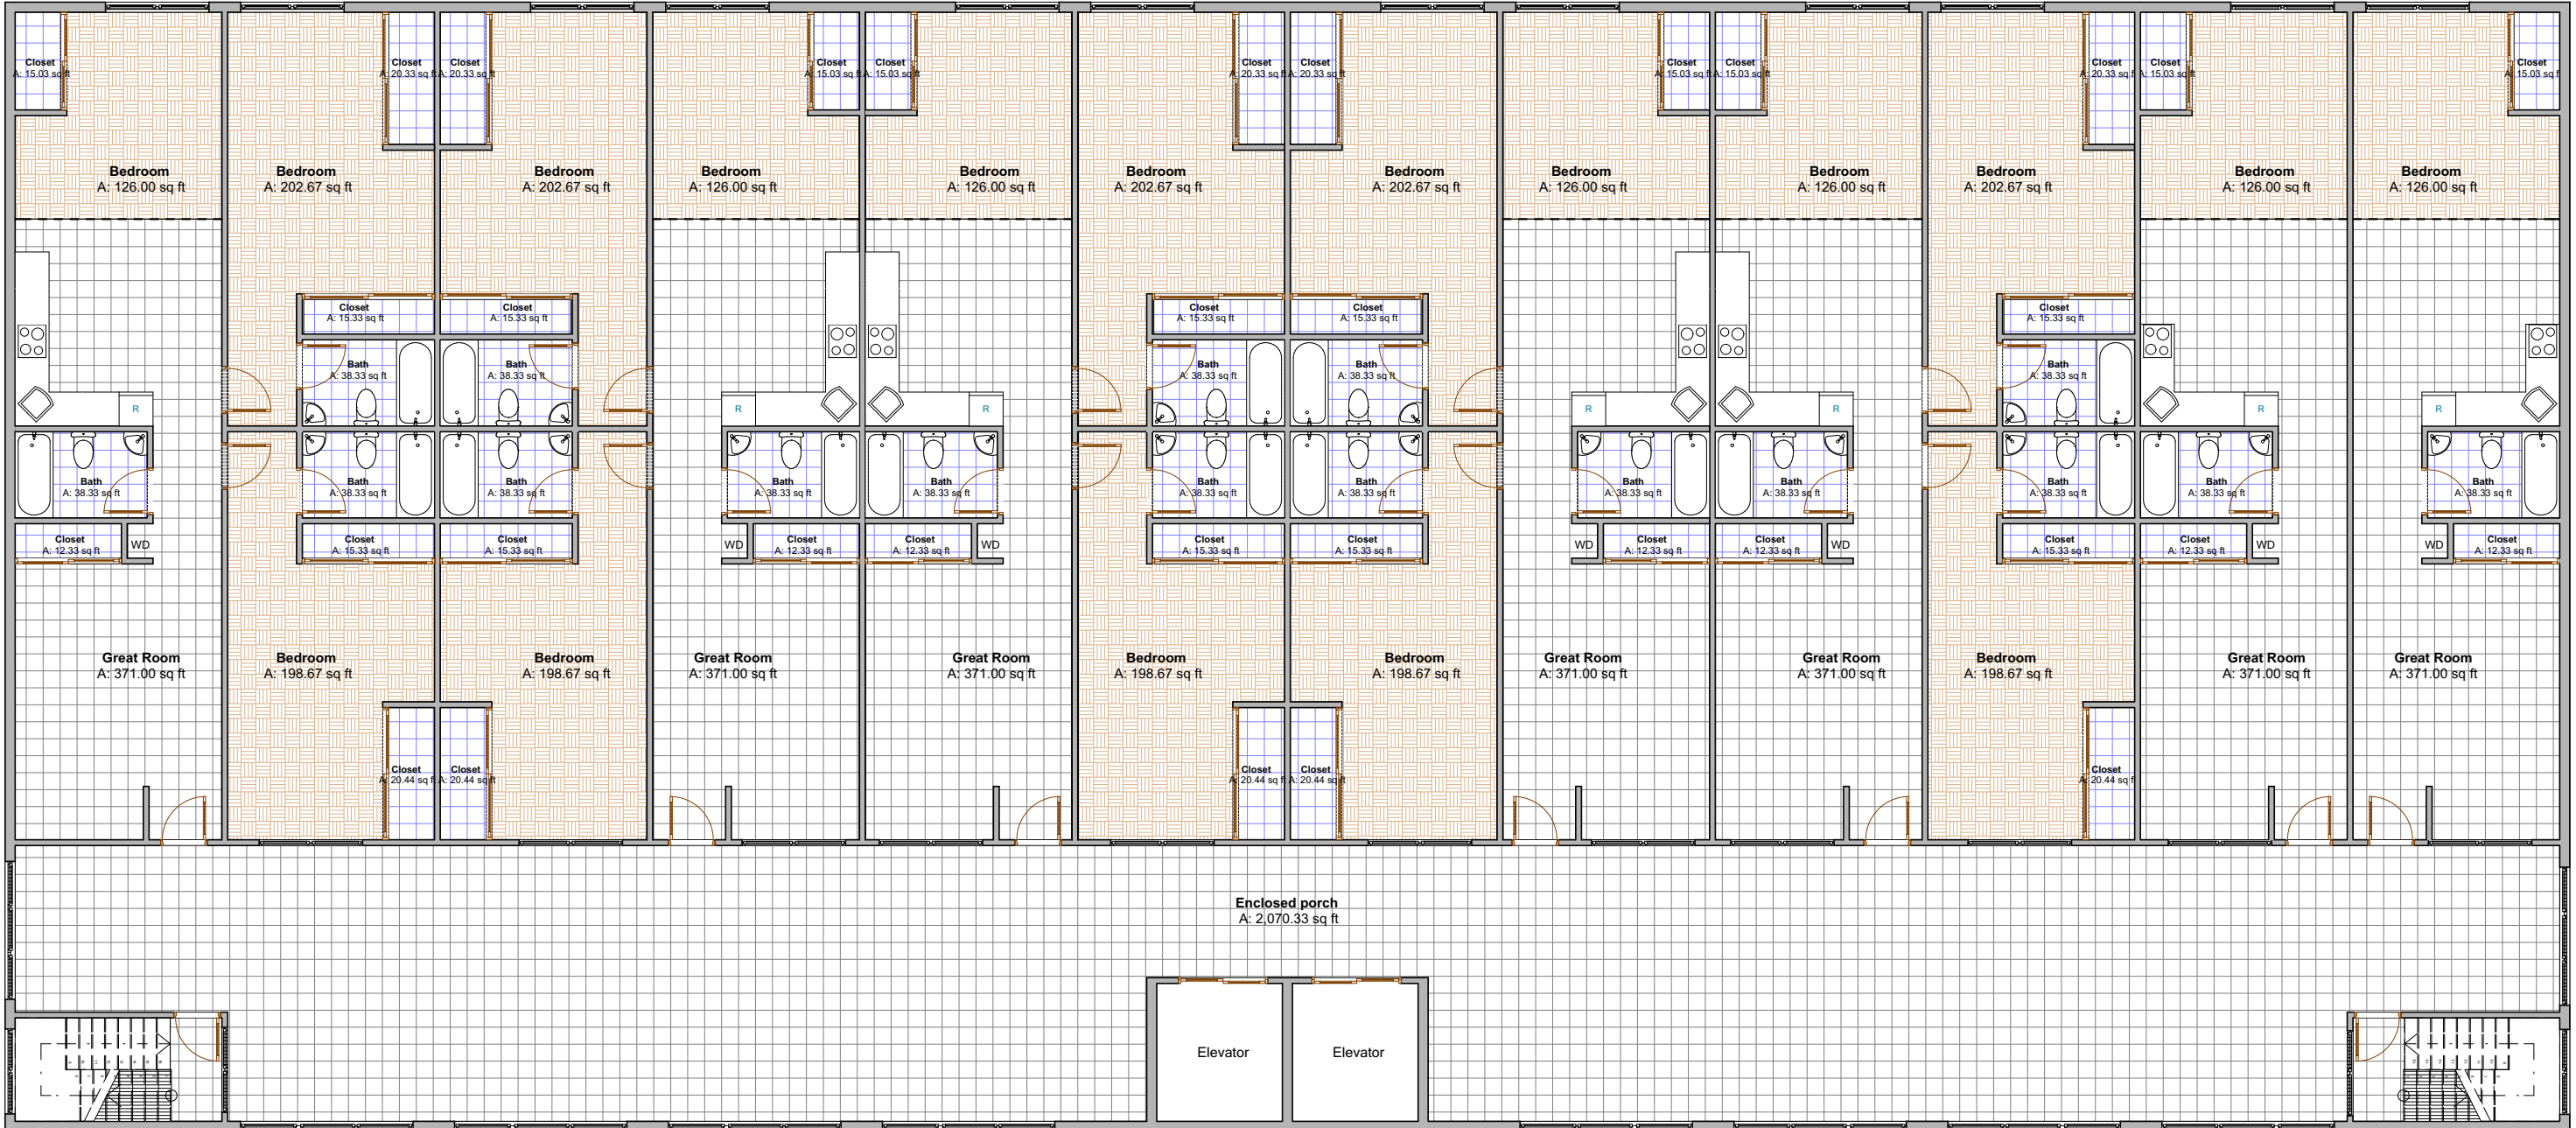 Closet
A: 15.03 sq ft
Closet
A: 20.33 sq ft
Closet
A: 20.33 sq ft
Closet
A: 15.03 sq ft
Closet
A: 15.03 sq ft
Closet
A: 20.33 sq ft
Closet
A: 20.33 sq ft
Closet
A: 15.03 sq ft
Closet
A: 15.03 sq ft
Closet
A: 20.33 sq ft
Closet
A: 15.03 sq ft
Closet
A: 15.03 sq ft
Bedroom
A: 126.00 sq ft
Bedroom
A: 202.67 sq ft
Bedroom
A: 202.67 sq ft
Bedroom
A: 126.00 sq ft
Bedroom
A: 126.00 sq ft
Bedroom
A: 202.67 sq ft
Bedroom
A: 202.67 sq ft
Bedroom
A: 126.00 sq ft
Bedroom
A: 126.00 sq ft
Bedroom
A: 202.67 sq ft
Bedroom
A: 126.00 sq ft
Bedroom
A: 126.00 sq ft
Closet
A: 15.33 sq ft
Closet
A: 15.33 sq ft
Closet
A: 15.33 sq ft
Closet
A: 15.33 sq ft
Closet
A: 15.33 sq ft
Bath
A: 38.33 sq ft
Bath
A: 38.33 sq ft
Bath
A: 38.33 sq ft
Bath
A: 38.33 sq ft
Bath
A: 38.33 sq ft
R
R
R
R
R
R
R
Bath
A: 38.33 sq ft
Bath
A: 38.33 sq ft
Bath
A: 38.33 sq ft
Bath
A: 38.33 sq ft
Bath
A: 38.33 sq ft
Bath
A: 38.33 sq ft
Bath
A: 38.33 sq ft
Bath
A: 38.33 sq ft
Bath
A: 38.33 sq ft
Bath
A: 38.33 sq ft
Bath
A: 38.33 sq ft
Bath
A: 38.33 sq ft
Closet
A: 12.33 sq ft
WD
Closet
A: 15.33 sq ft
Closet
A: 15.33 sq ft
WD
Closet
A: 12.33 sq ft
Closet
A: 12.33 sq ft
WD
Closet
A: 15.33 sq ft
Closet
A: 15.33 sq ft
WD
Closet
A: 12.33 sq ft
Closet
A: 12.33 sq ft
WD
Closet
A: 15.33 sq ft
Closet
A: 12.33 sq ft
WD
WD
Closet
A: 12.33 sq ft
Great Room
A: 371.00 sq ft
Bedroom
A: 198.67 sq ft
Bedroom
A: 198.67 sq ft
Great Room
A: 371.00 sq ft
Great Room
A: 371.00 sq ft
Bedroom
A: 198.67 sq ft
Bedroom
A: 198.67 sq ft
Great Room
A: 371.00 sq ft
Great Room
A: 371.00 sq ft
Bedroom
A: 198.67 sq ft
Great Room
A: 371.00 sq ft
Great Room
A: 371.00 sq ft
Closet
A: 20.44 sq ft
Closet
A: 20.44 sq ft
Closet
A: 20.44 sq ft
Closet
A: 20.44 sq ft
Closet
A: 20.44 sq ft
Enclosed porch
A: 2,070.33 sq ft
Elevator
Elevator